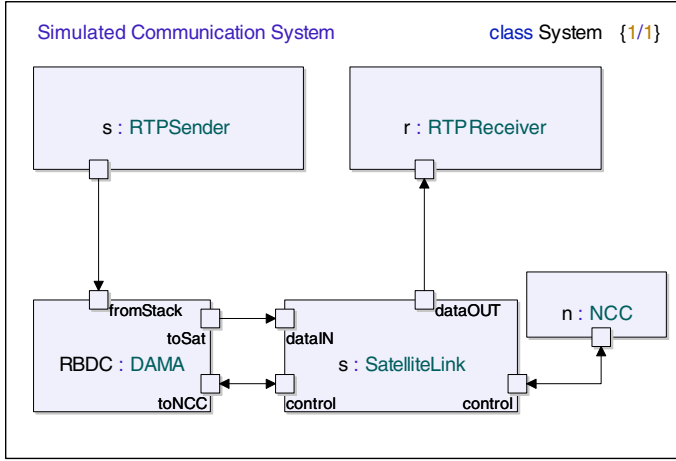 Simulated Communication System
class System {1/1}
s : RTPSender
r : RTPReceiver
fromStack
toSat
RBDC : DAMA
toNCC
dataOUT
dataIN
s : SatelliteLink
control
control
n : NCC